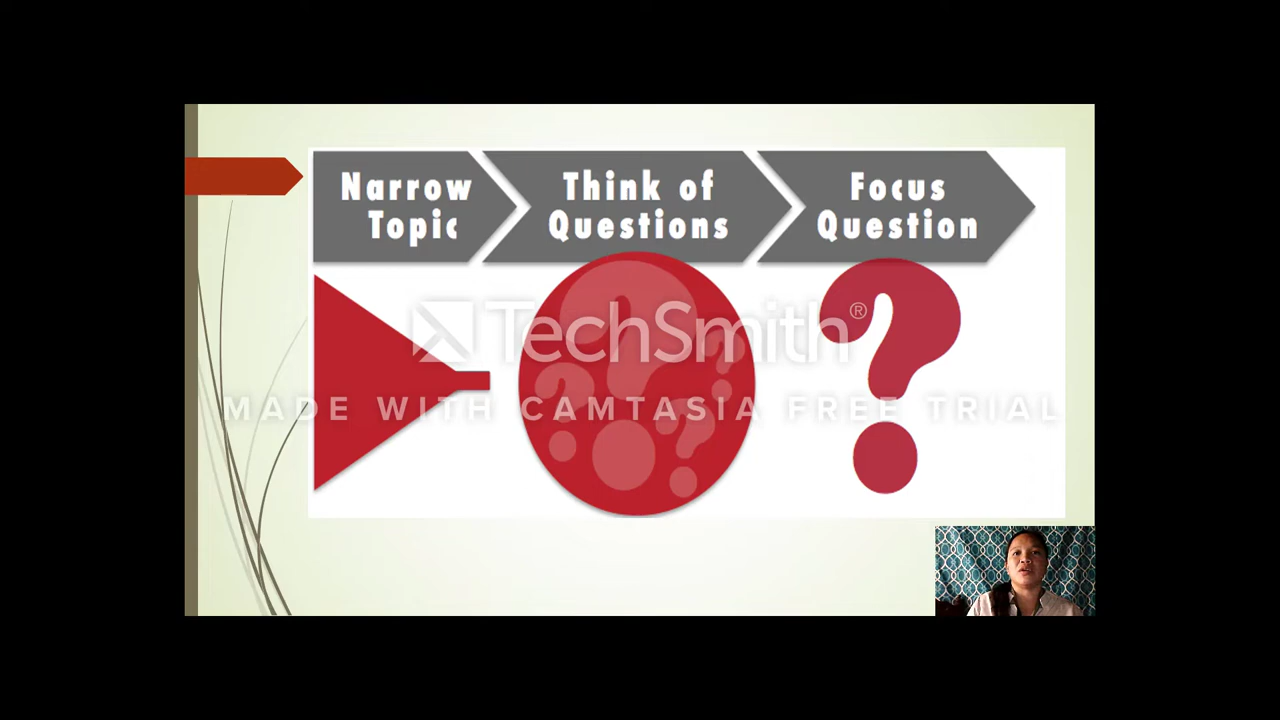 Narrow
Topic
Think of
Questions
Focus
Question
TechSmith®
MADE WITH CAMTASIA FREE TRIAL